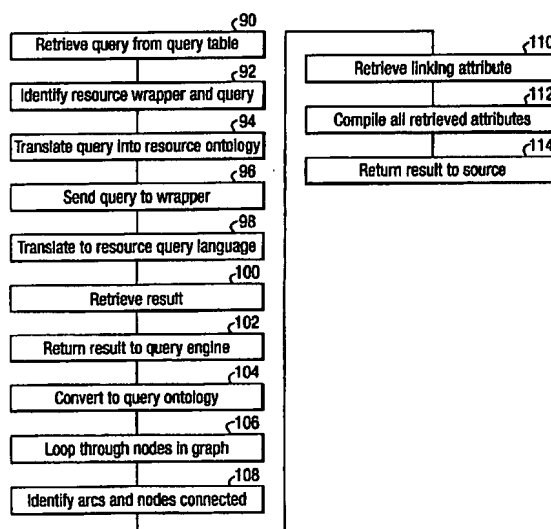 90
Retrieve query from query table
92
Identify resource wrapper and query
94
Translate query into resource ontology
96
Send query to wrapper
98
Translate to resource query language
100
Retrieve result
102
Return result to query engine
104
Convert to query ontology
106
Loop through nodes in graph
108
Identify arcs and nodes connected
110
Retrieve linking attribute
112
Compile all retrieved attributes
114
Return result to source